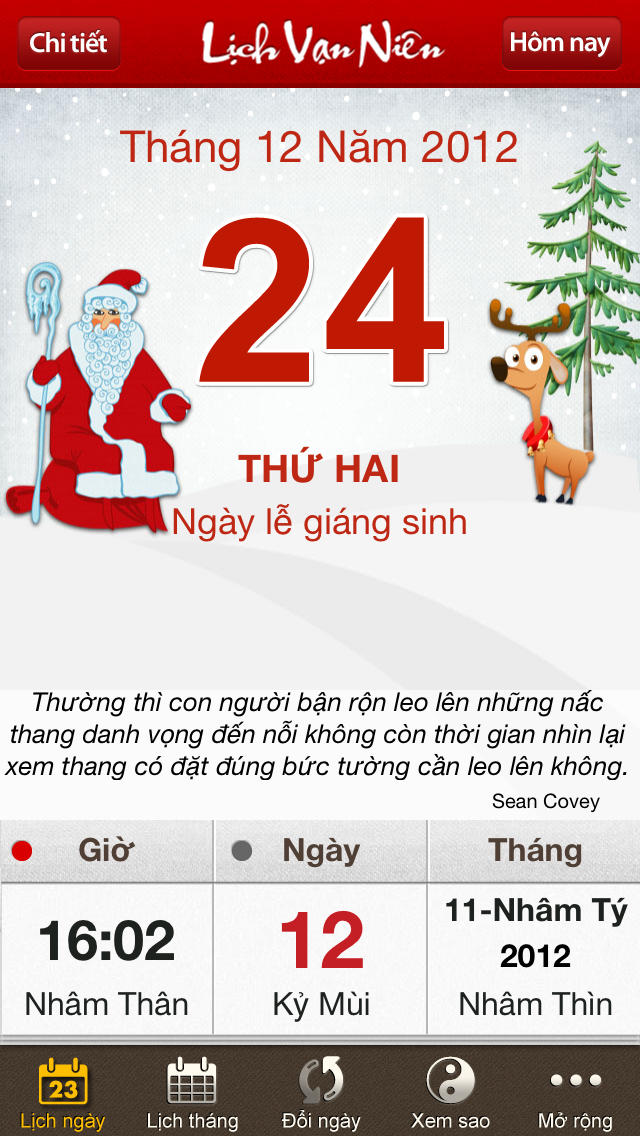 Chi tiết
Lịch Vạn Niên
Hôm nay
Tháng 12 Năm 2012
24
THỨ HAI
Ngày lễ giáng sinh
Thường thì con người bận rộn leo lên những nấc
thang danh vọng đến nỗi không còn thời gian nhìn lại
xem thang có đặt đúng bức tường cần leo lên không.
Sean Covey
Giờ
Ngày
Tháng
16:02
12
11-Nhâm Tý
2012
Nhâm Thân
Kỷ Mùi
Nhâm Thìn
23
Lịch ngày
Lịch tháng
Đổi ngày
Xem sao
Mở rộng